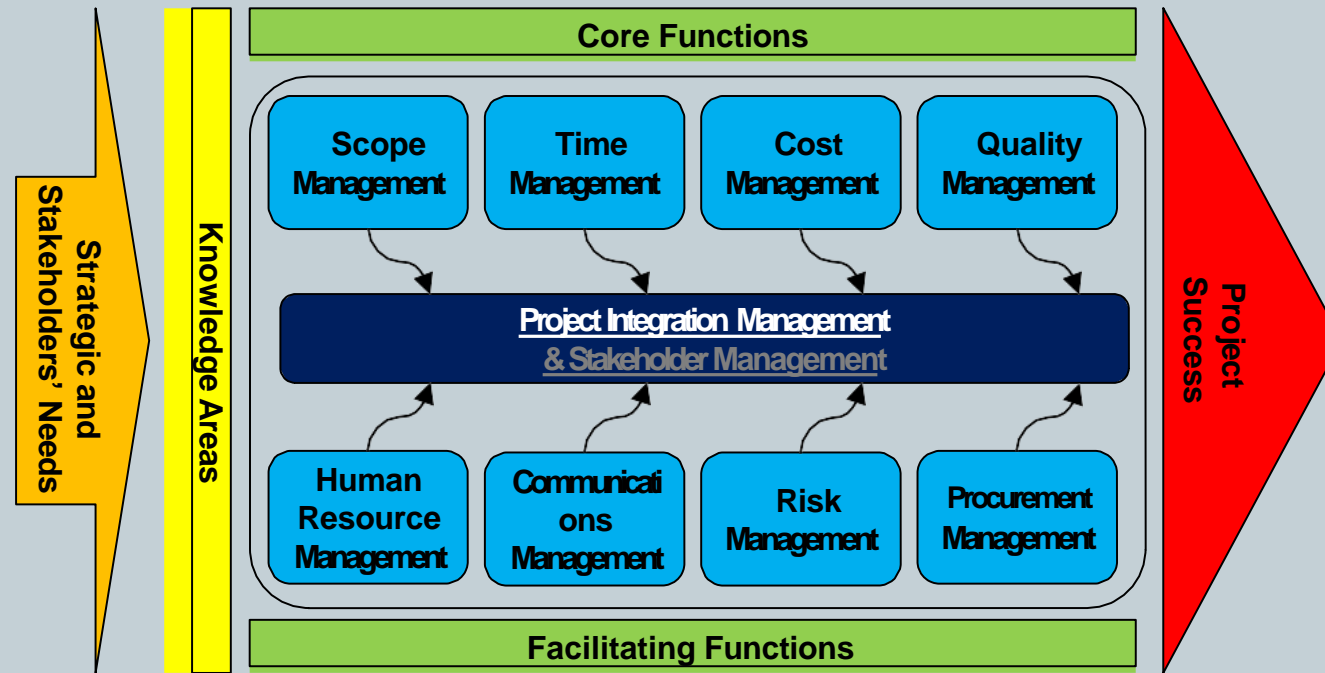 Core Functions
Strategic and
Stakeholders’ Needs
Knowledge Areas
Scope
Management
Time
Management
Cost
Management
Quality
Management
Project Integration Management
& Stakeholder Management
Human
Resource
Management
Communicati
ons
Management
Risk
Management
Procurement
Management
Project
Success
Facilitating Functions